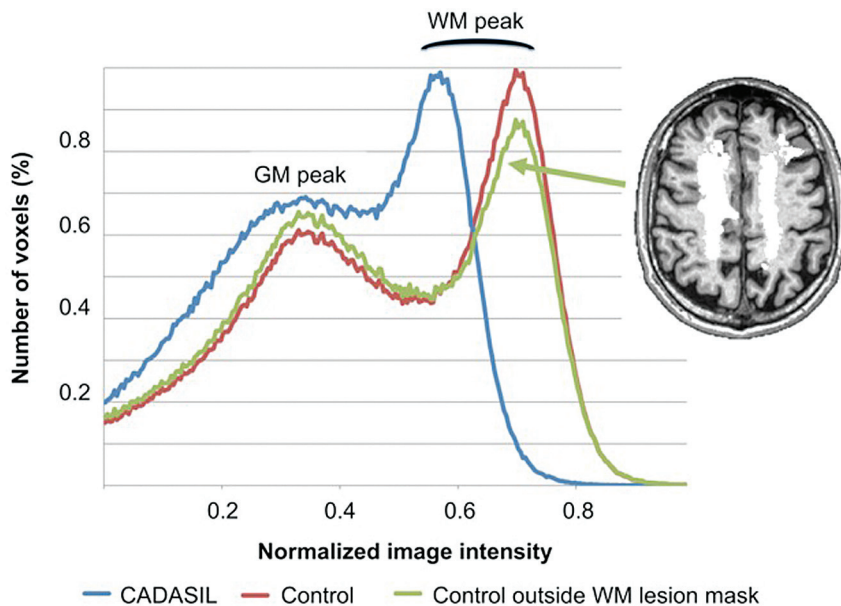 WM peak
GM peak
Number of voxels (%)
0.8
0.6
0.4
0.2
0.2 0.4 0.6 0.8
Normalized image intensity
CADASIL Control Control outside WM lesion mask